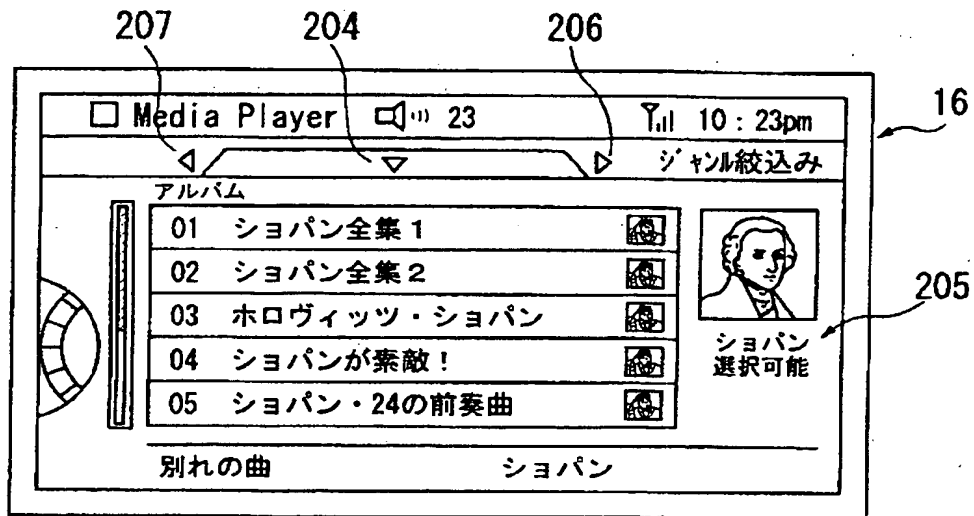 207 204 206
16
□ Media Player 23 10:23pm
ジャンル絞込み
アルバム
01 ショパン全集1
02 ショパン全集2
03 ホロヴィッツ・ショパン
04 ショパンが素敵!
05 ショパン・24の前奏曲
205
ショパン
選択可能
別れの曲 ショパン